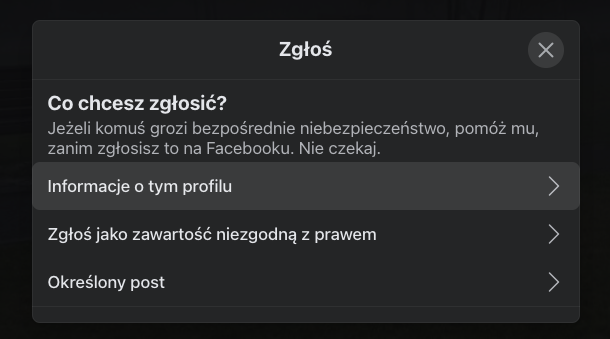 Zgłoś
Co chcesz zgłosić?
Jeżeli komuś grozi bezpośrednie niebezpieczeństwo, pomóż mu,
zanim zgłosisz to na Facebooku. Nie czekaj.
Informacje o tym profilu
Zgłoś jako zawartość niezgodną z prawem
Określony post